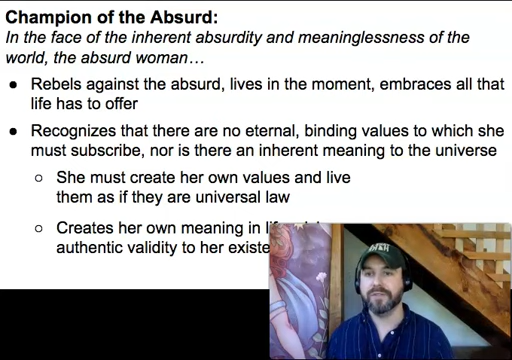 Champion of the Absurd:
In the face of the inherent absurdity and meaninglessness of the
world, the absurd woman…
● Rebels against the absurd, lives in the moment, embraces all that
life has to offer
● Recognizes that there are no eternal, binding values to which she
must subscribe, nor is there an inherent meaning to the universe
○ She must create her own values and live
them as if they are universal law
○ Creates her own meaning in
authentic validity to her